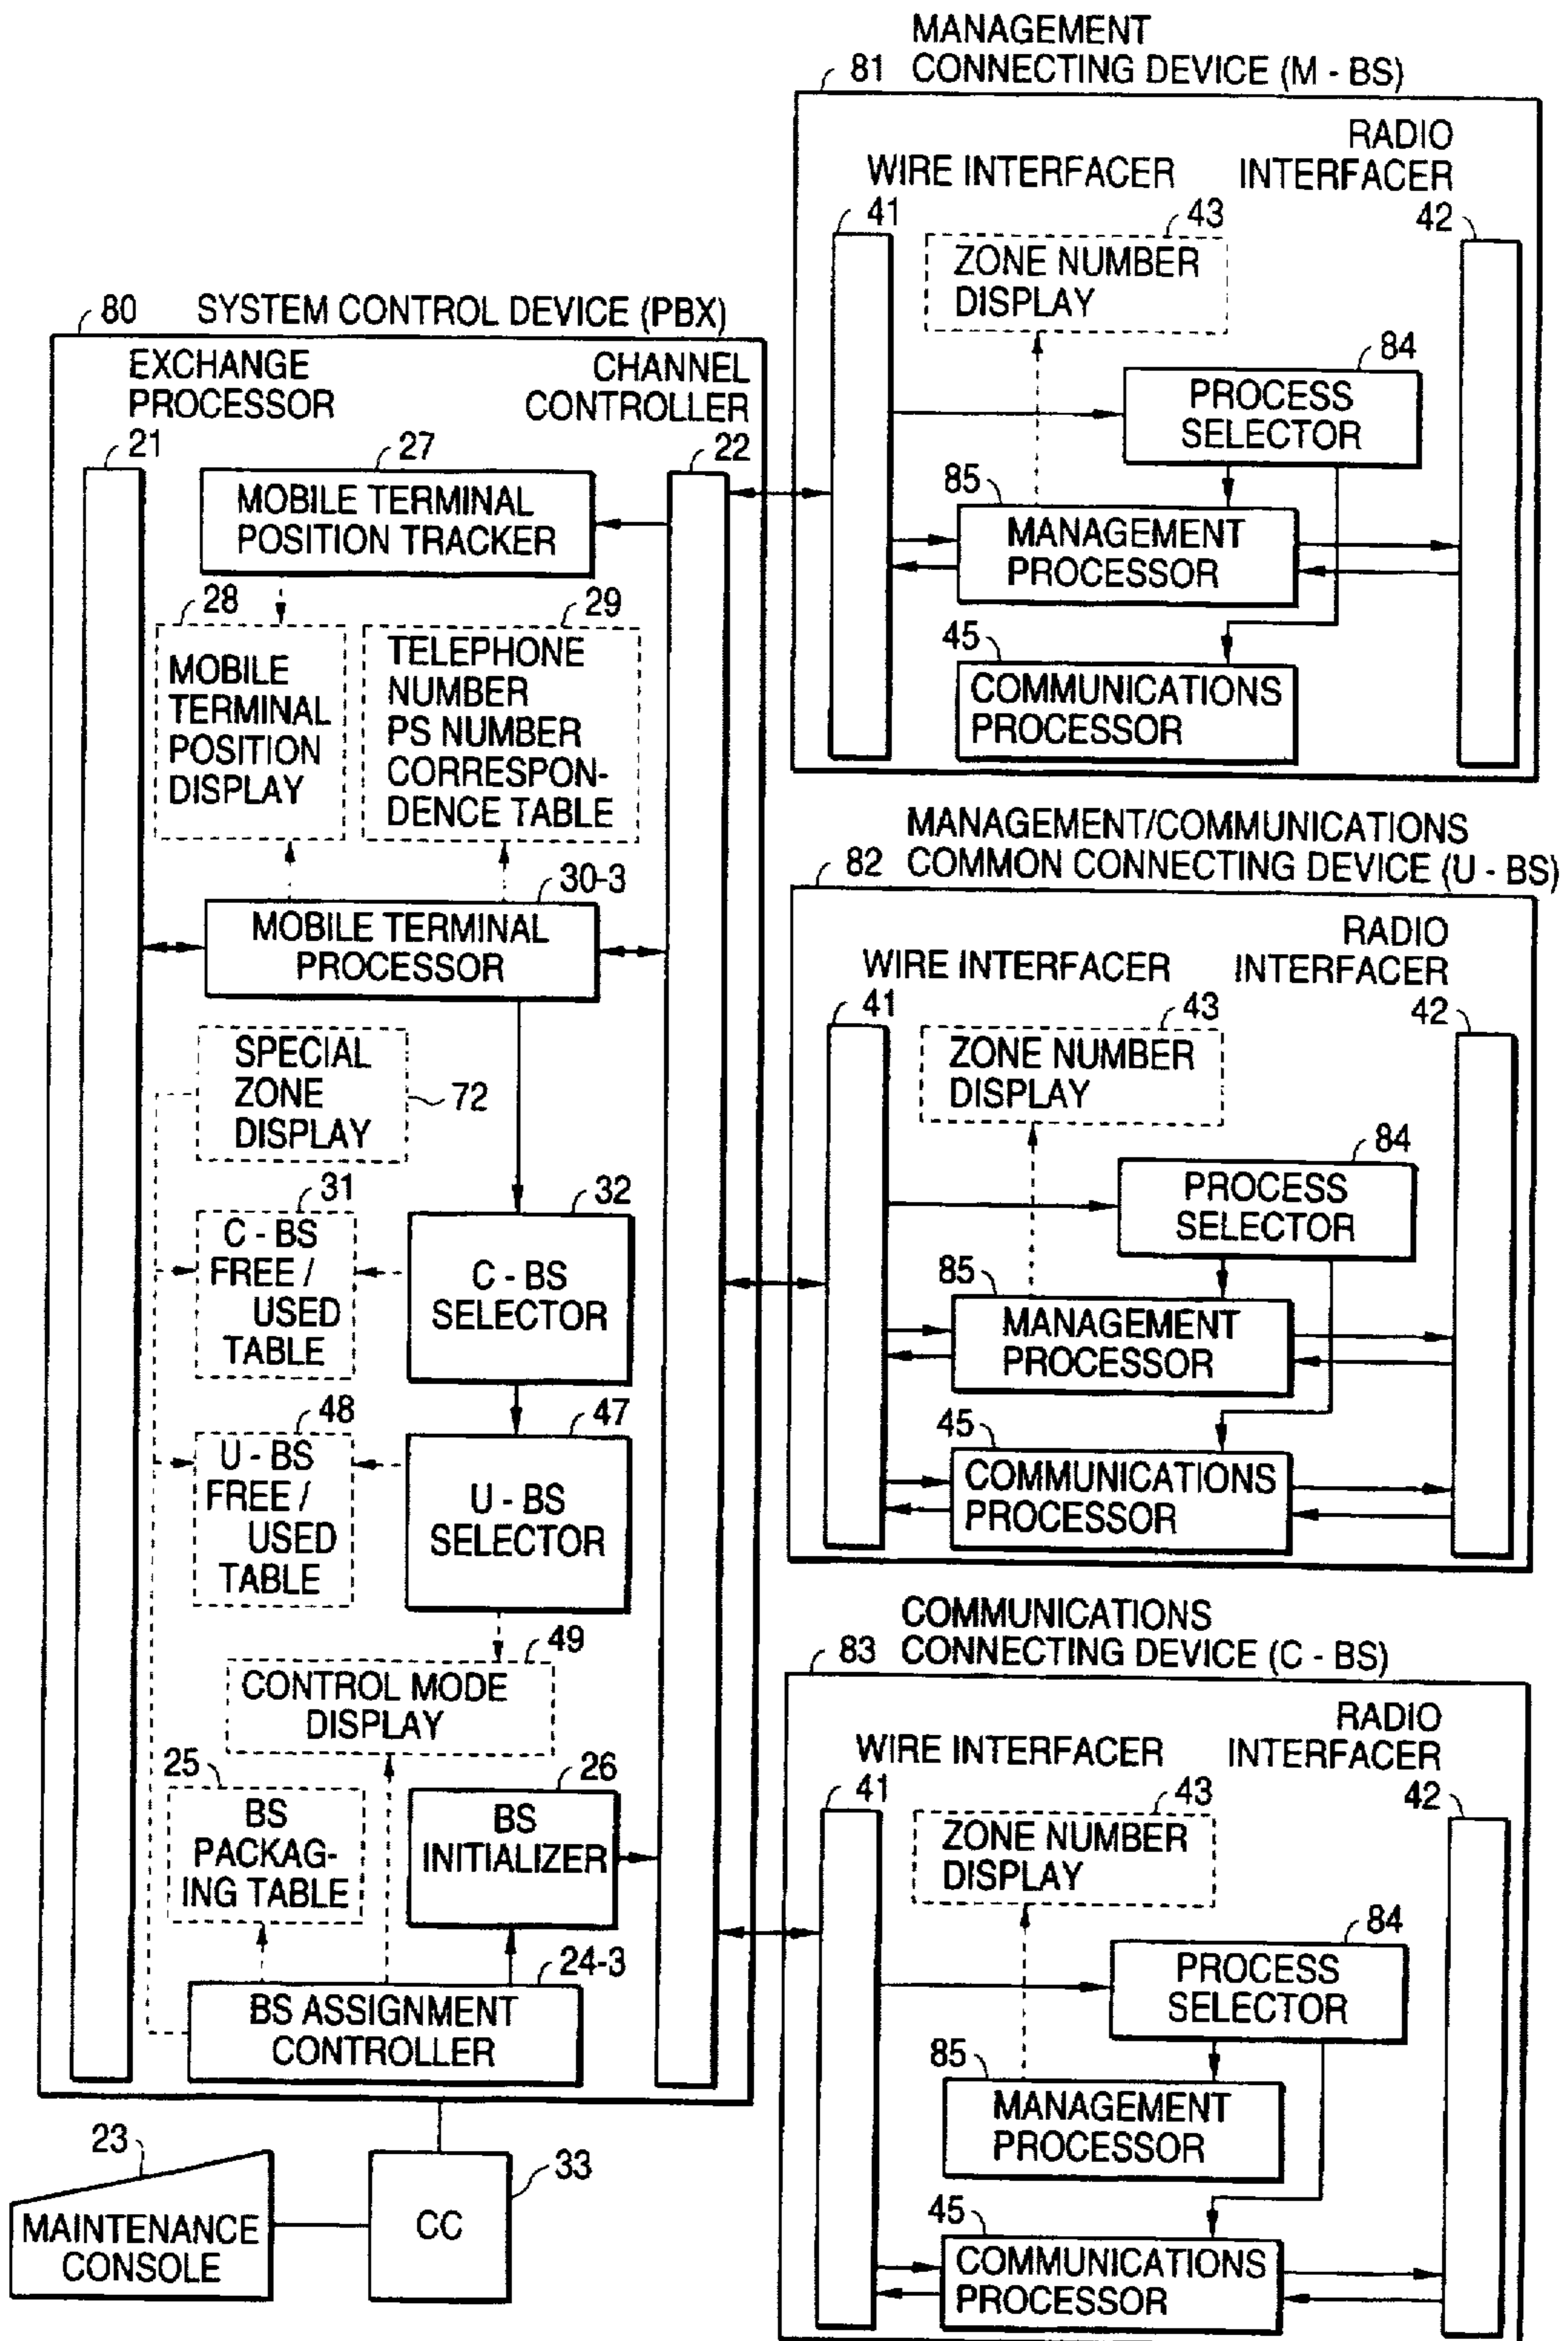 MANAGEMENT
81 CONNECTING DEVICE (M - BS)
RADIO
WIRE INTERFACER INTERFACER
41 43 42
ZONE NUMBER
DISPLAY
84
PROCESS
SELECTOR
85
MANAGEMENT
PROCESSOR
45
COMMUNICATIONS
PROCESSOR
80 SYSTEM CONTROL DEVICE (PBX)
EXCHANGE
PROCESSOR
CHANNEL
CONTROLLER
21 27 22
MOBILE TERMINAL
POSITION TRACKER
28 29
MOBILE
TERMINAL
POSITION
DISPLAY
TELEPHONE
NUMBER
PS NUMBER
CORRESPON-
DENCE TABLE
30-3
MOBILE TERMINAL
PROCESSOR
SPECIAL
ZONE
DISPLAY
72
31 32
C - BS
FREE /
USED
TABLE
C - BS
SELECTOR
48 47
U - BS
FREE /
USED
TABLE
U - BS
SELECTOR
49
CONTROL MODE
DISPLAY
25 26
BS
PACKAG-
ING TABLE
BS
INITIALIZER
24-3
BS ASSIGNMENT
CONTROLLER
23
MAINTENANCE
CONSOLE
33
CC
MANAGEMENT/COMMUNICATIONS
82 COMMON CONNECTING DEVICE (U - BS)
RADIO
WIRE INTERFACER INTERFACER
41 43 42
ZONE NUMBER
DISPLAY
84
PROCESS
SELECTOR
85
MANAGEMENT
PROCESSOR
45
COMMUNICATIONS
PROCESSOR
COMMUNICATIONS
83 CONNECTING DEVICE (C - BS)
RADIO
WIRE INTERFACER INTERFACER
41 43 42
ZONE NUMBER
DISPLAY
84
PROCESS
SELECTOR
85
MANAGEMENT
PROCESSOR
45
COMMUNICATIONS
PROCESSOR